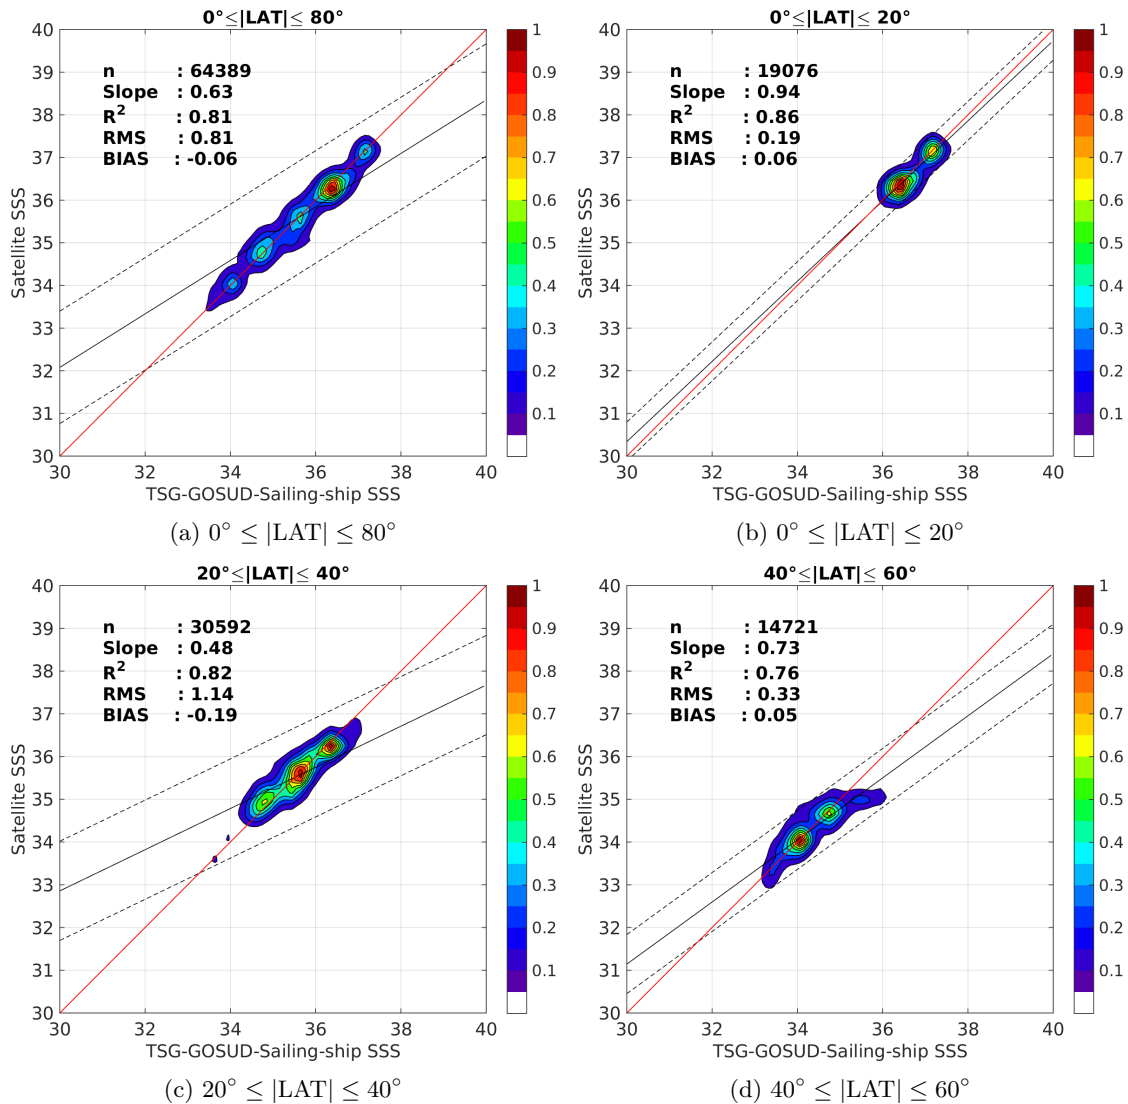 0°≤|LAT|≤ 80°
40
39
38
37
36
35
34
33
32
31
30
Satellite SSS
n : 64389
Slope : 0.63
R² : 0.81
RMS : 0.81
BIAS : -0.06
30 32 34 36 38 40
TSG-GOSUD-Sailing-ship SSS
1
0.9
0.8
0.7
0.6
0.5
0.4
0.3
0.2
0.1
(a) 0° ≤ |LAT| ≤ 80°
0°≤|LAT|≤ 20°
40
39
38
37
36
35
34
33
32
31
30
Satellite SSS
n : 19076
Slope : 0.94
R² : 0.86
RMS : 0.19
BIAS : 0.06
30 32 34 36 38 40
TSG-GOSUD-Sailing-ship SSS
1
0.9
0.8
0.7
0.6
0.5
0.4
0.3
0.2
0.1
(b) 0° ≤ |LAT| ≤ 20°
20°≤|LAT|≤ 40°
40
39
38
37
36
35
34
33
32
31
30
Satellite SSS
n : 30592
Slope : 0.48
R² : 0.82
RMS : 1.14
BIAS : -0.19
30 32 34 36 38 40
TSG-GOSUD-Sailing-ship SSS
1
0.9
0.8
0.7
0.6
0.5
0.4
0.3
0.2
0.1
(c) 20° ≤ |LAT| ≤ 40°
40°≤|LAT|≤ 60°
40
39
38
37
36
35
34
33
32
31
30
Satellite SSS
n : 14721
Slope : 0.73
R² : 0.76
RMS : 0.33
BIAS : 0.05
30 32 34 36 38 40
TSG-GOSUD-Sailing-ship SSS
1
0.9
0.8
0.7
0.6
0.5
0.4
0.3
0.2
0.1
(d) 40° ≤ |LAT| ≤ 60°